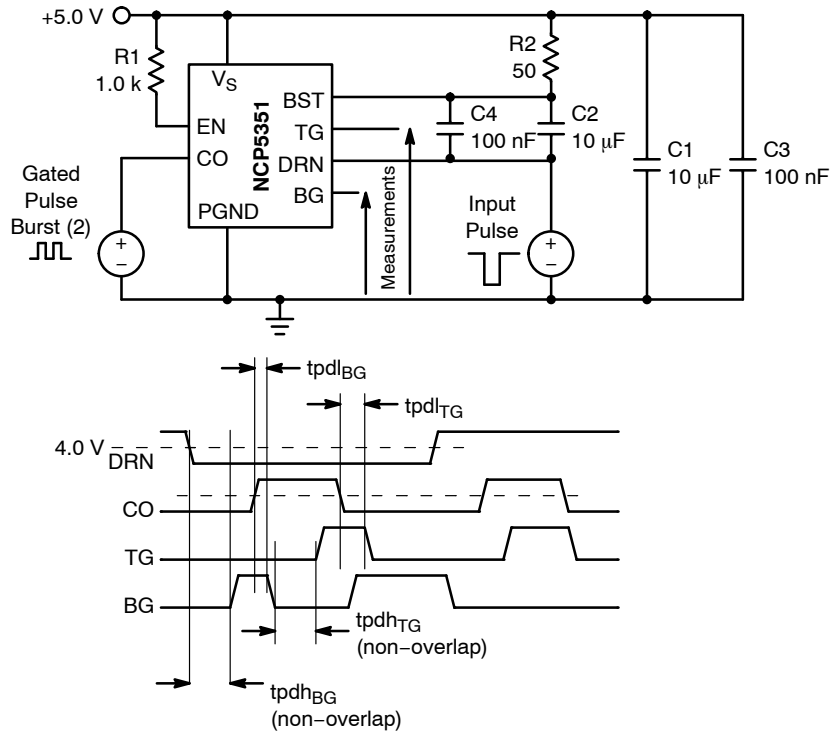 +5.0 V
R1
1.0 k
VS
BST
TG
DRN
BG
EN
CO
PGND
NCP5351
R2
50
C4
100 nF
C2
10 µF
C1
10 µF
C3
100 nF
Gated
Pulse
Burst (2)
Measurements
Input
Pulse
tpdlBG
tpdlTG
4.0 V
DRN
CO
TG
BG
tpdhTG
(non−overlap)
tpdhBG
(non−overlap)